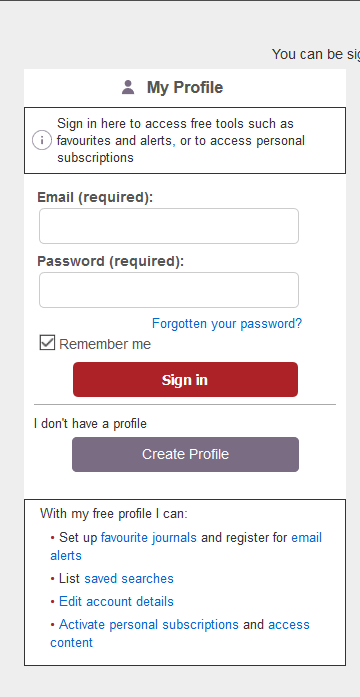 You can be
My Profile
Sign in here to access free tools such as
favourites and alerts, or to access personal
subscriptions
Email (required):
Password (required):
Forgotten your password?
Remember me
Sign in
I don't have a profile
Create Profile
With my free profile I can:
• Set up favourite journals and register for email
alerts
• List saved searches
• Edit account details
• Activate personal subscriptions and access
content